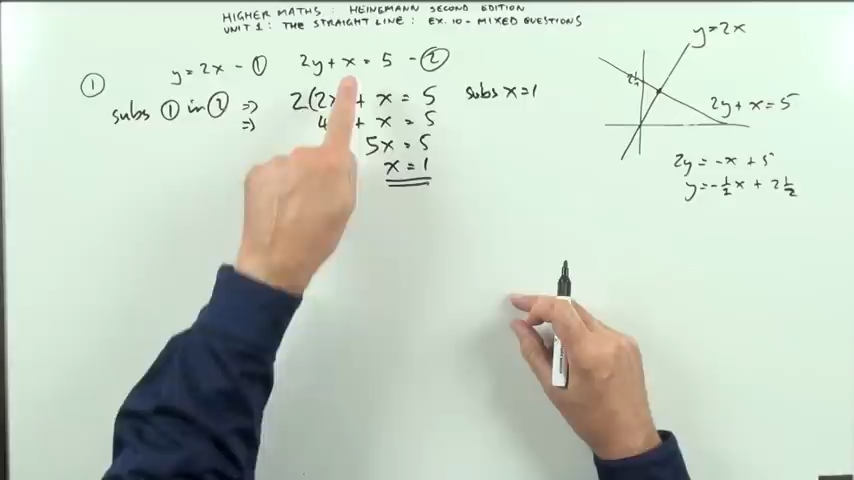 HIGHER MATHS : HEINEMANN SECOND EDITION
UNIT 1 : THE STRAIGHT LINE : EX. 10 - MIXED QUESTIONS
① y = 2x - ① 2y + x = 5 - ②
subs ① in ② => 2(2x + x = 5 subs x = 1
=> 4 + x = 5
5x = 5
x = 1
y = 2x
2½
2y + x = 5
2y = -x + 5
y = -½x + 2½